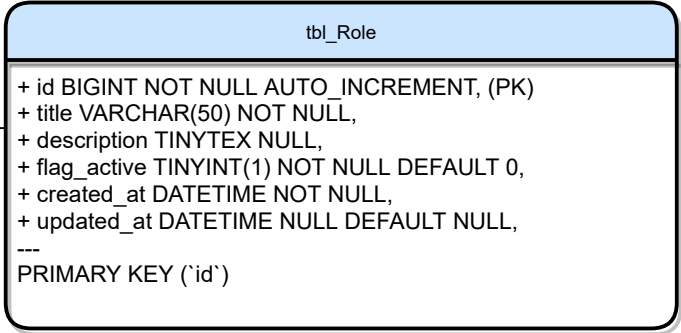 tbl_Role
+ id BIGINT NOT NULL AUTO_INCREMENT, (PK)
+ title VARCHAR(50) NOT NULL,
+ description TINYTEX NULL,
+ flag_active TINYINT(1) NOT NULL DEFAULT 0,
+ created_at DATETIME NOT NULL,
+ updated_at DATETIME NULL DEFAULT NULL,
---
PRIMARY KEY (`id`)